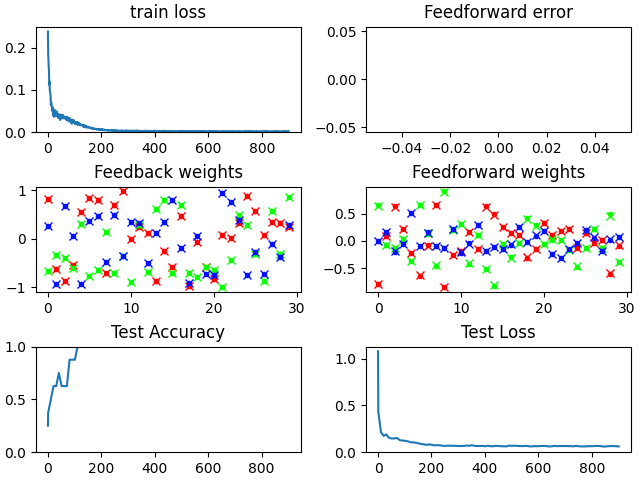 train loss
Feedforward error
0.2
0.1
0.0
0 200 400 600 800
0.05
0.00
−0.05
−0.04 −0.02 0.00 0.02 0.04
Feedback weights
Feedforward weights
1
0
−1
0 10 20 30
0.5
0.0
−0.5
0 10 20 30
Test Accuracy
Test Loss
1.0
0.5
0.0
0 200 400 600 800
1.0
0.5
0.0
0 200 400 600 800